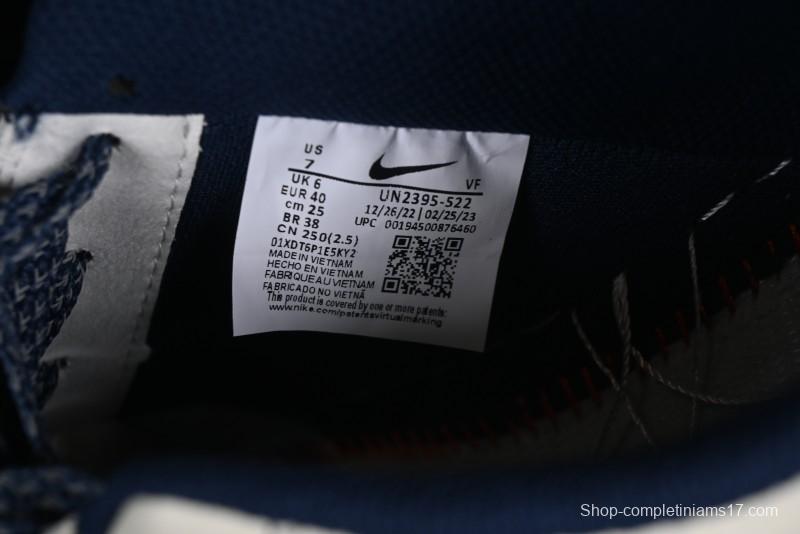 US
7
UK 6
EUR 40
cm 25
BR 38
CN 250(2.5)
VF
UN2395-522
12/26/22 | 02/25/23
UPC 00194500876460
01XDT6P1E5KY2
MADE IN VIETNAM
HECHO EN VIETNAM
FABRIQUE AU VIETNAM
FABRICADO NO VIETNÃ
This product is covered by one or more patents:
www.nike.com/patentsvirtualmarking
Shop-completiniams17.com